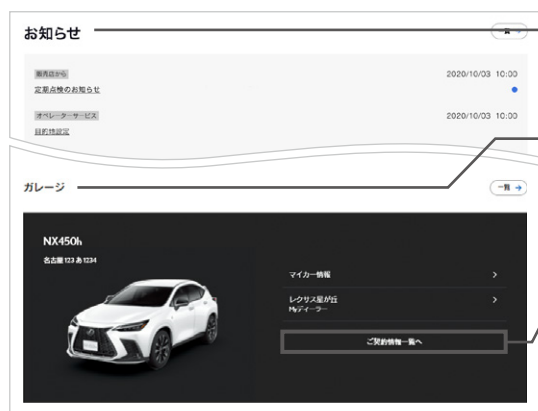 お知らせ
一覧 →
販売店から
2020/10/03 10:00
定期点検のお知らせ
オペレーターサービス
2020/10/03 10:00
目的地設定
ガレージ
一覧 →
NX450h
名古屋 123 あ 1234
マイカー情報
レクサス星が丘
Myディーラー
ご契約情報一覧へ